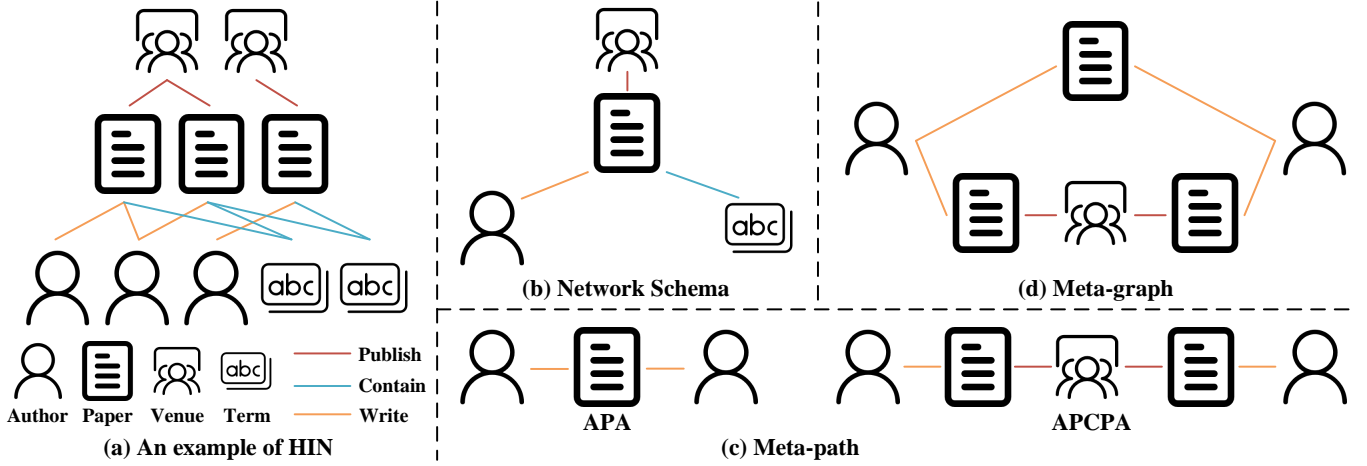 abc
abc
Author
Paper
Venue
abc
Term
Publish
Contain
Write
(a) An example of HIN
abc
(b) Network Schema
(d) Meta-graph
APA
APCPA
(c) Meta-path